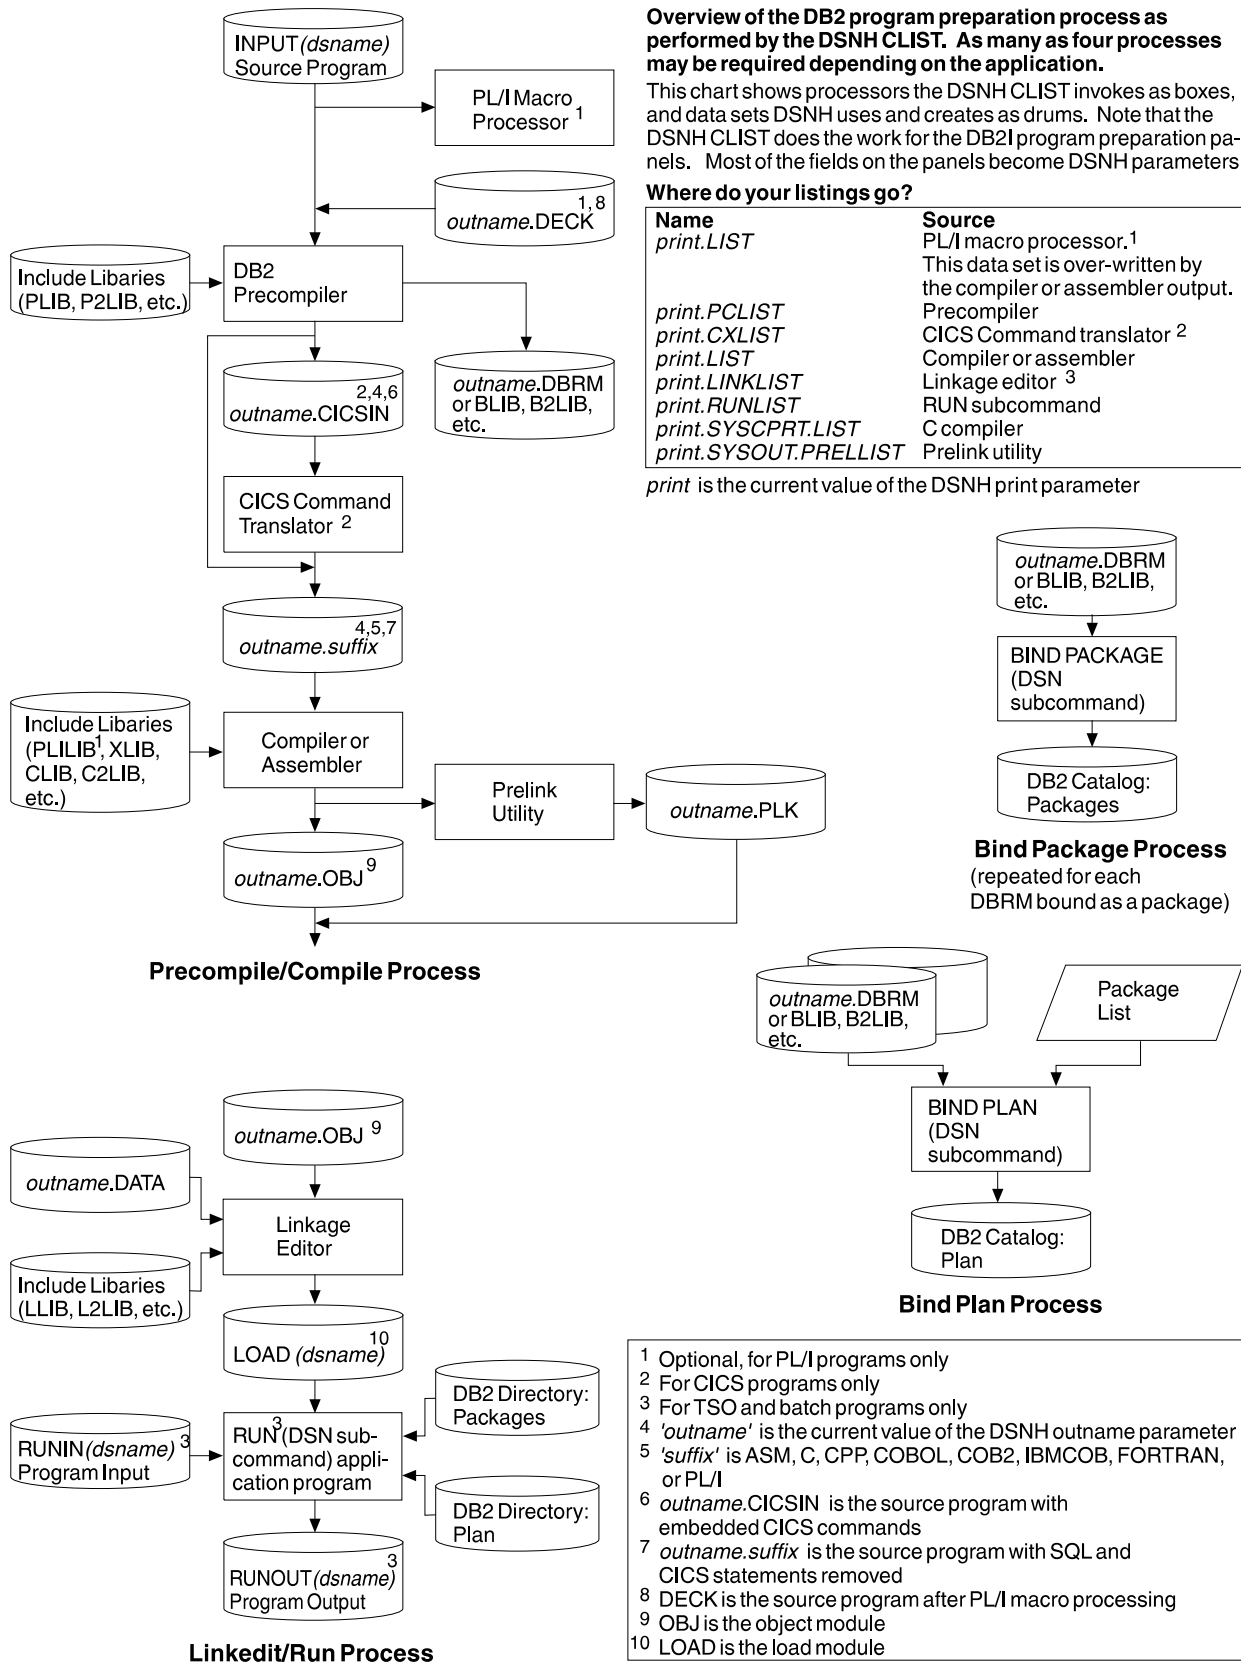 INPUT(dsname)
Source Program
PL/I Macro
Processor 1
1, 8
outname.DECK
Include Libaries
(PLIB, P2LIB, etc.)
DB2
Precompiler
2,4,6
outname.CICSIN
outname.DBRM
or BLIB, B2LIB,
etc.
CICS Command
Translator 2
4,5,7
outname.suffix
Include Libaries
(PLILIB1, XLIB,
CLIB, C2LIB,
etc.)
Compiler or
Assembler
Prelink
Utility
outname.PLK
outname.OBJ 9
Precompile/Compile Process
Overview of the DB2 program preparation process as
performed by the DSNH CLIST. As many as four processes
may be required depending on the application.
This chart shows processors the DSNH CLIST invokes as boxes,
and data sets DSNH uses and creates as drums. Note that the
DSNH CLIST does the work for the DB2I program preparation pa-
nels. Most of the fields on the panels become DSNH parameters
Where do your listings go?
Name Source
print.LIST PL/I macro processor.1
This data set is over-written by
the compiler or assembler output.
print.PCLIST Precompiler
print.CXLIST CICS Command translator 2
print.LIST Compiler or assembler
print.LINKLIST Linkage editor 3
print.RUNLIST RUN subcommand
print.SYSCPRT.LIST C compiler
print.SYSOUT.PRELLIST Prelink utility
print is the current value of the DSNH print parameter
outname.DBRM
or BLIB, B2LIB,
etc.
BIND PACKAGE
(DSN
subcommand)
DB2 Catalog:
Packages
Bind Package Process
(repeated for each
DBRM bound as a package)
outname.DBRM
or BLIB, B2LIB,
etc.
Package
List
BIND PLAN
(DSN
subcommand)
DB2 Catalog:
Plan
Bind Plan Process
outname.OBJ 9
outname.DATA
Linkage
Editor
Include Libaries
(LLIB, L2LIB, etc.)
10
LOAD (dsname)
DB2 Directory:
Packages
RUNIN(dsname) 3
Program Input
3
RUN (DSN sub-
command) appli-
cation program
DB2 Directory:
Plan
3
RUNOUT(dsname)
Program Output
Linkedit/Run Process
1 Optional, for PL/I programs only
2 For CICS programs only
3 For TSO and batch programs only
4 'outname' is the current value of the DSNH outname parameter
5 'suffix' is ASM, C, CPP, COBOL, COB2, IBMCOB, FORTRAN,
or PL/I
6 outname.CICSIN is the source program with
embedded CICS commands
7 outname.suffix is the source program with SQL and
CICS statements removed
8 DECK is the source program after PL/I macro processing
9 OBJ is the object module
10 LOAD is the load module